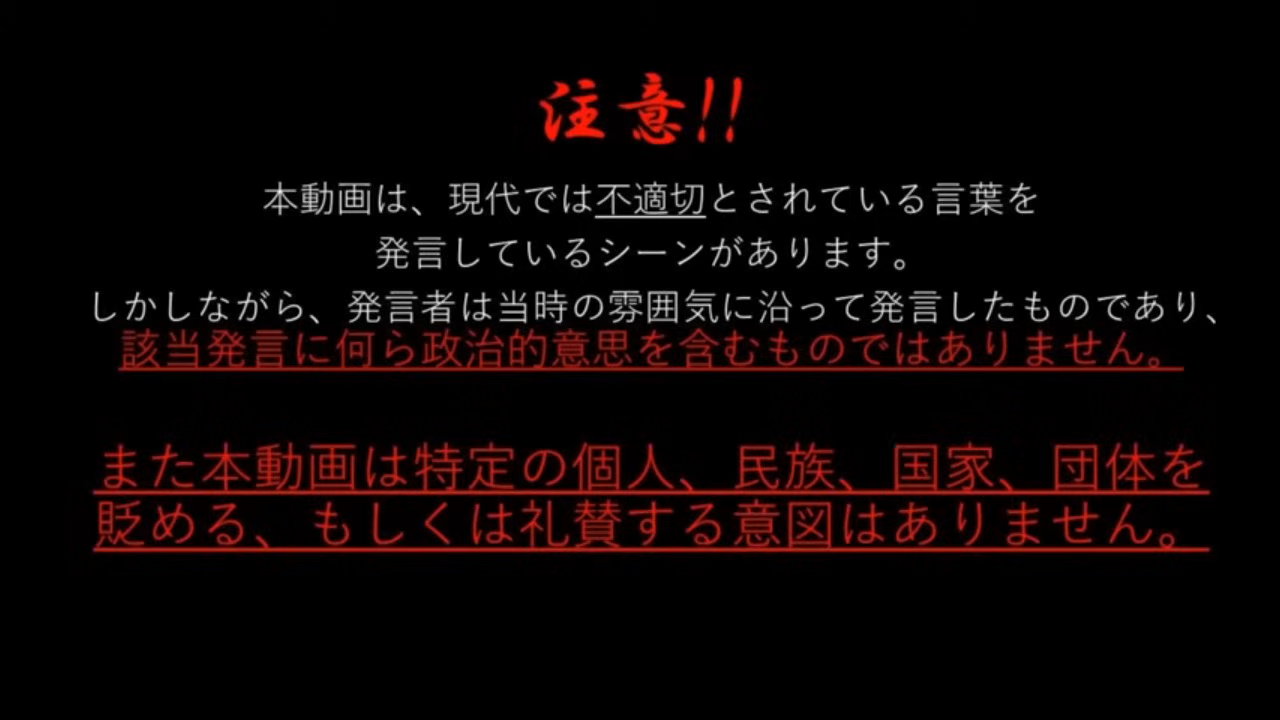 注意!!
本動画は、現代では不適切とされている言葉を
発言しているシーンがあります。
しかしながら、発言者は当時の雰囲気に沿って発言したものであり、
該当発言に何ら政治的意思を含むものではありません。
また本動画は特定の個人、民族、国家、団体を
貶める、もしくは礼賛する意図はありません。